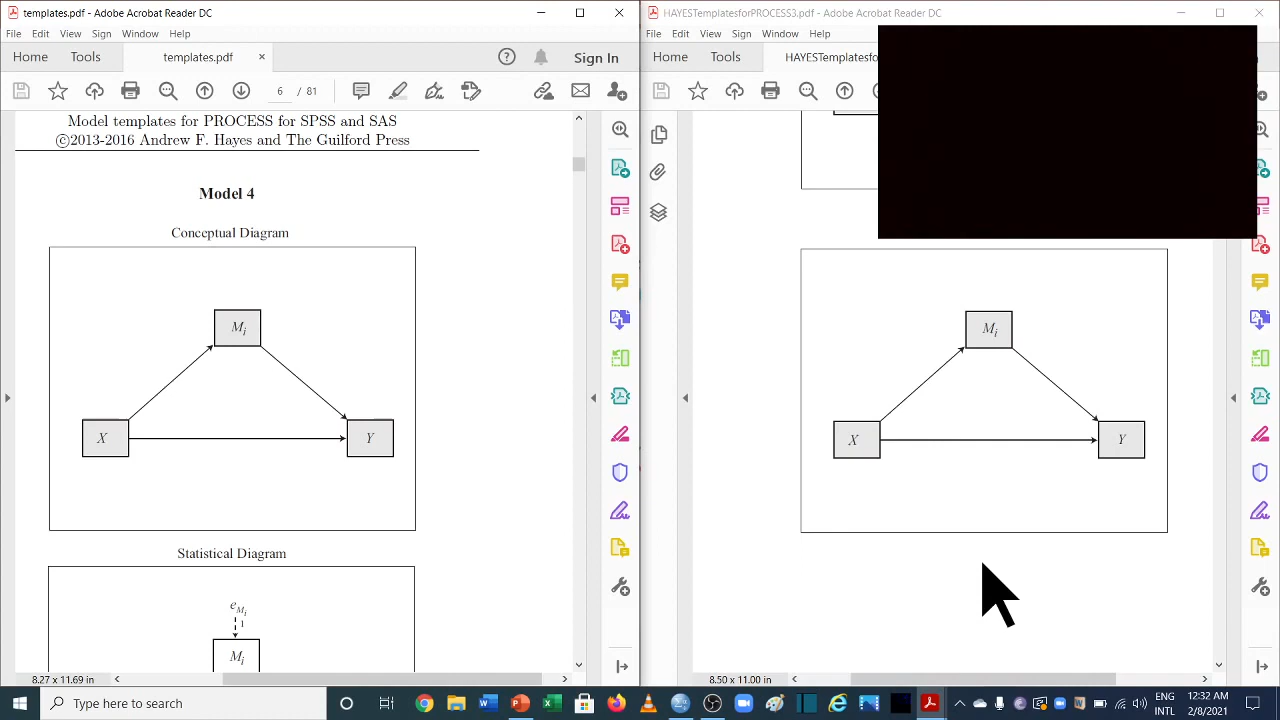 templates.pdf - Adobe Acrobat Reader DC
File Edit View Sign Window Help
Home Tools templates.pdf × Sign In
6 / 81
Model templates for PROCESS for SPSS and SAS
©2013-2016 Andrew F. Hayes and The Guilford Press
Model 4
Conceptual Diagram
Mi
X Y
Statistical Diagram
eMi
1
Mi
8.27 x 11.69 in
HAYESTemplatesforPROCESS3.pdf - Adobe Acrobat Reader DC
File Edit View Sign Window Help
Home Tools HAYESTemplatesfo
Mi
X Y
8.50 x 11.00 in
Type here to search
ENG 12:32 AM
INTL 2/8/2021